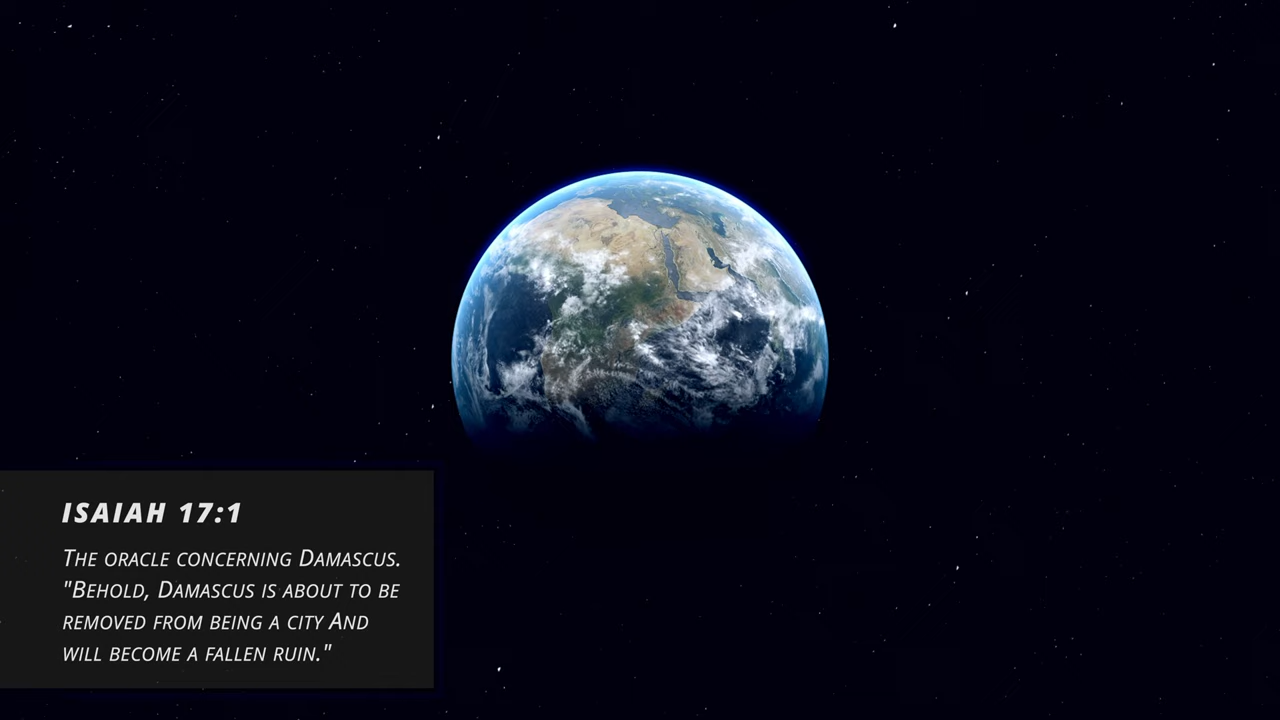 ISAIAH 17:1
The oracle concerning Damascus.
"Behold, Damascus is about to be
removed from being a city And
will become a fallen ruin."